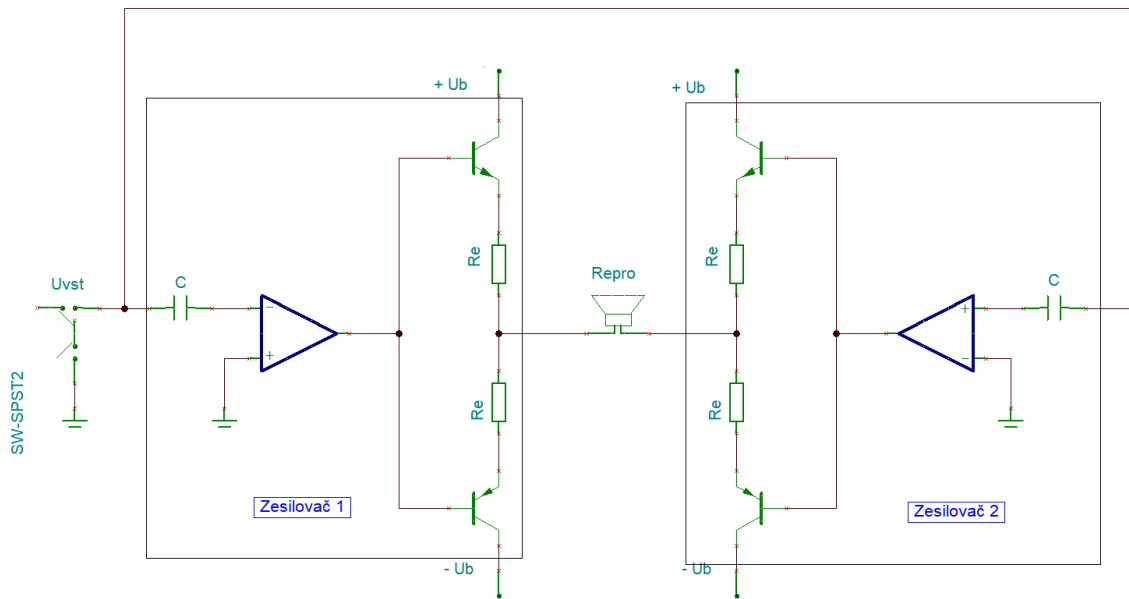 + Ub
+ Ub
Uvst
C
−
+
Re
Re
Repro
Re
Re
C
+
−
SW-SPST2
Zesilovač 1
Zesilovač 2
- Ub
- Ub